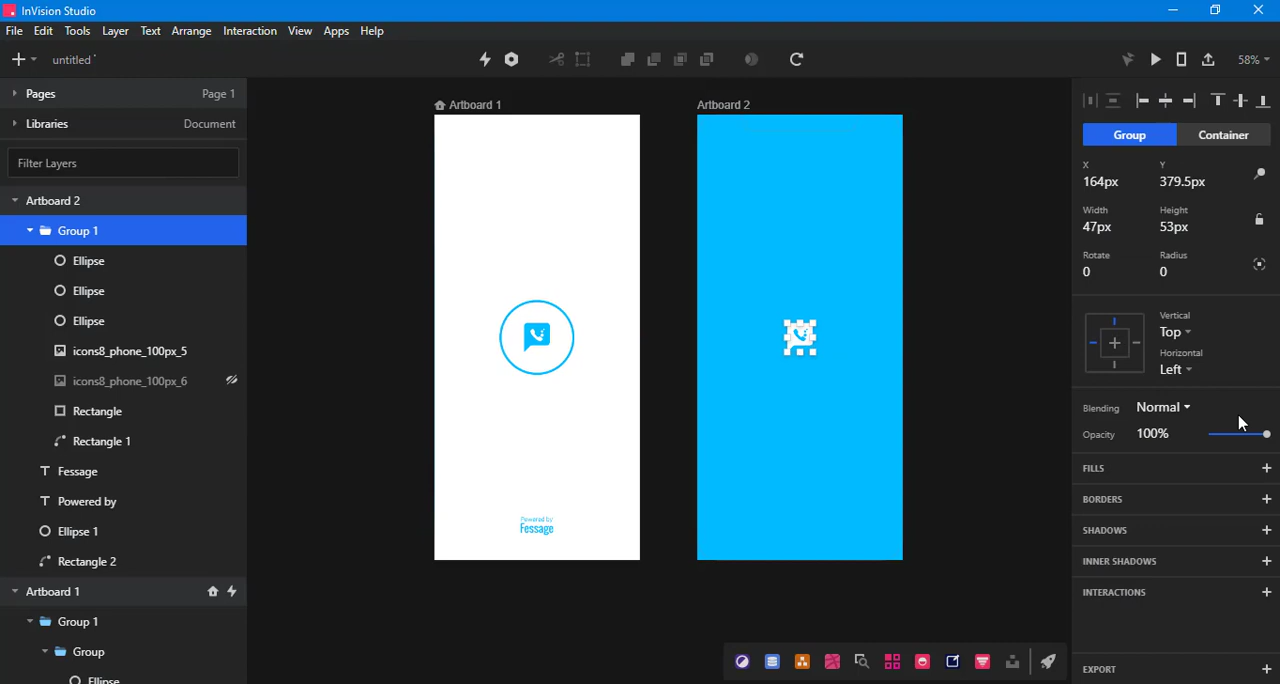 InVision Studio
File Edit Tools Layer Text Arrange Interaction View Apps Help
untitled*
58%
Pages Page 1
Libraries Document
Filter Layers
Artboard 2
Group 1
Ellipse
Ellipse
Ellipse
icons8_phone_100px_5
icons8_phone_100px_6
Rectangle
Rectangle 1
Fessage
Powered by
Ellipse 1
Rectangle 2
Artboard 1
Group 1
Group
Ellipse
Artboard 1
Powered by
Fessage
Artboard 2
Group Container
X Y
164px 379.5px
Width Height
47px 53px
Rotate Radius
0 0
Vertical
Top
Horizontal
Left
Blending Normal
Opacity 100%
FILLS
BORDERS
SHADOWS
INNER SHADOWS
INTERACTIONS
EXPORT